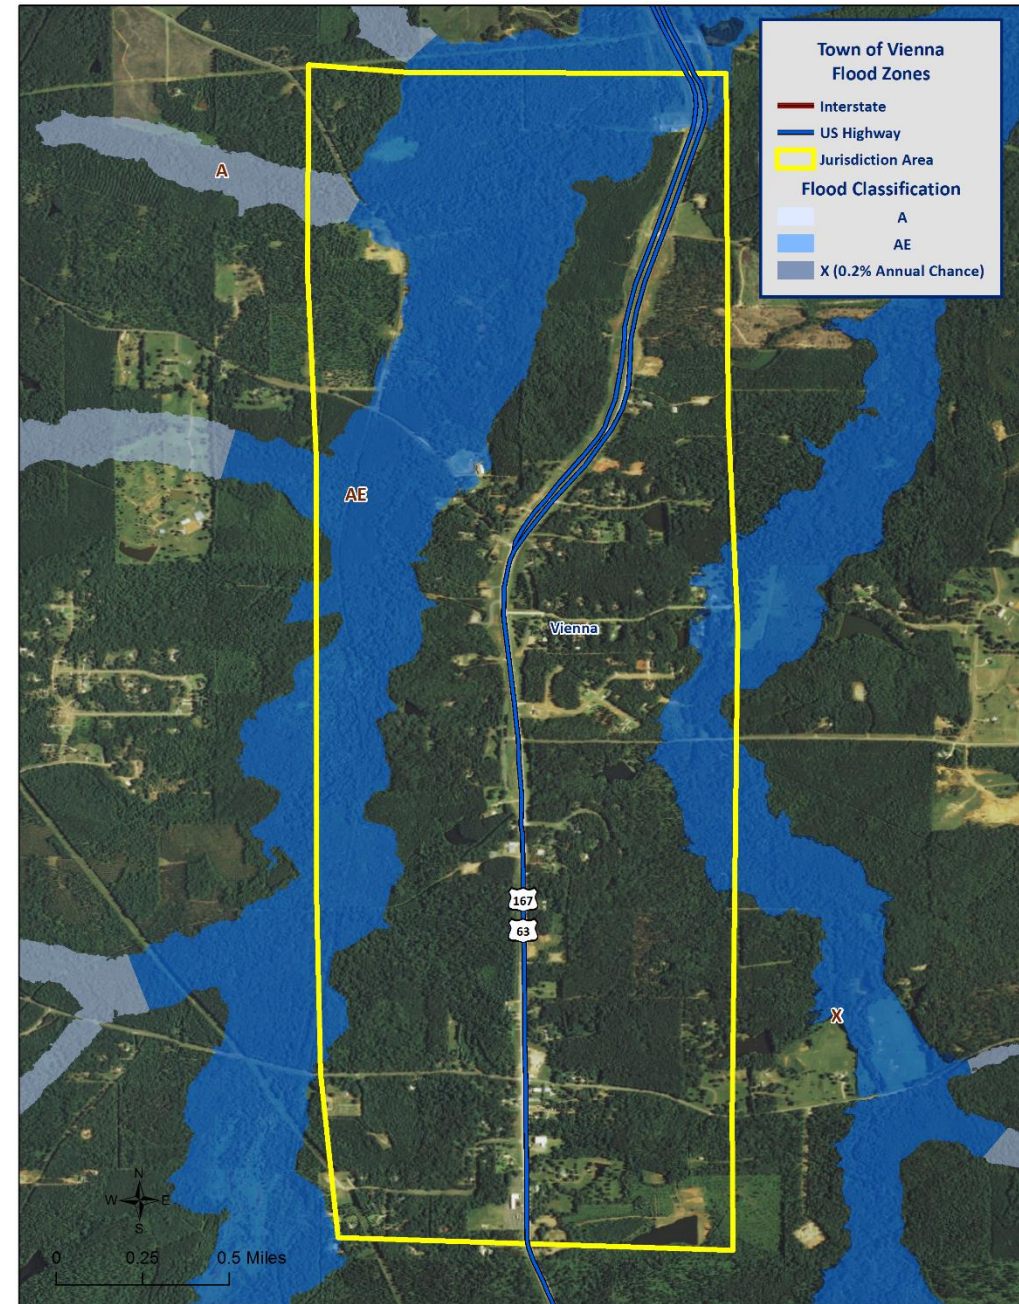 Town of Vienna
Flood Zones
Interstate
US Highway
Jurisdiction Area
Flood Classification
A
AE
X (0.2% Annual Chance)
A
AE
Vienna
167
63
X
N
W E
S
0 0.25 0.5 Miles